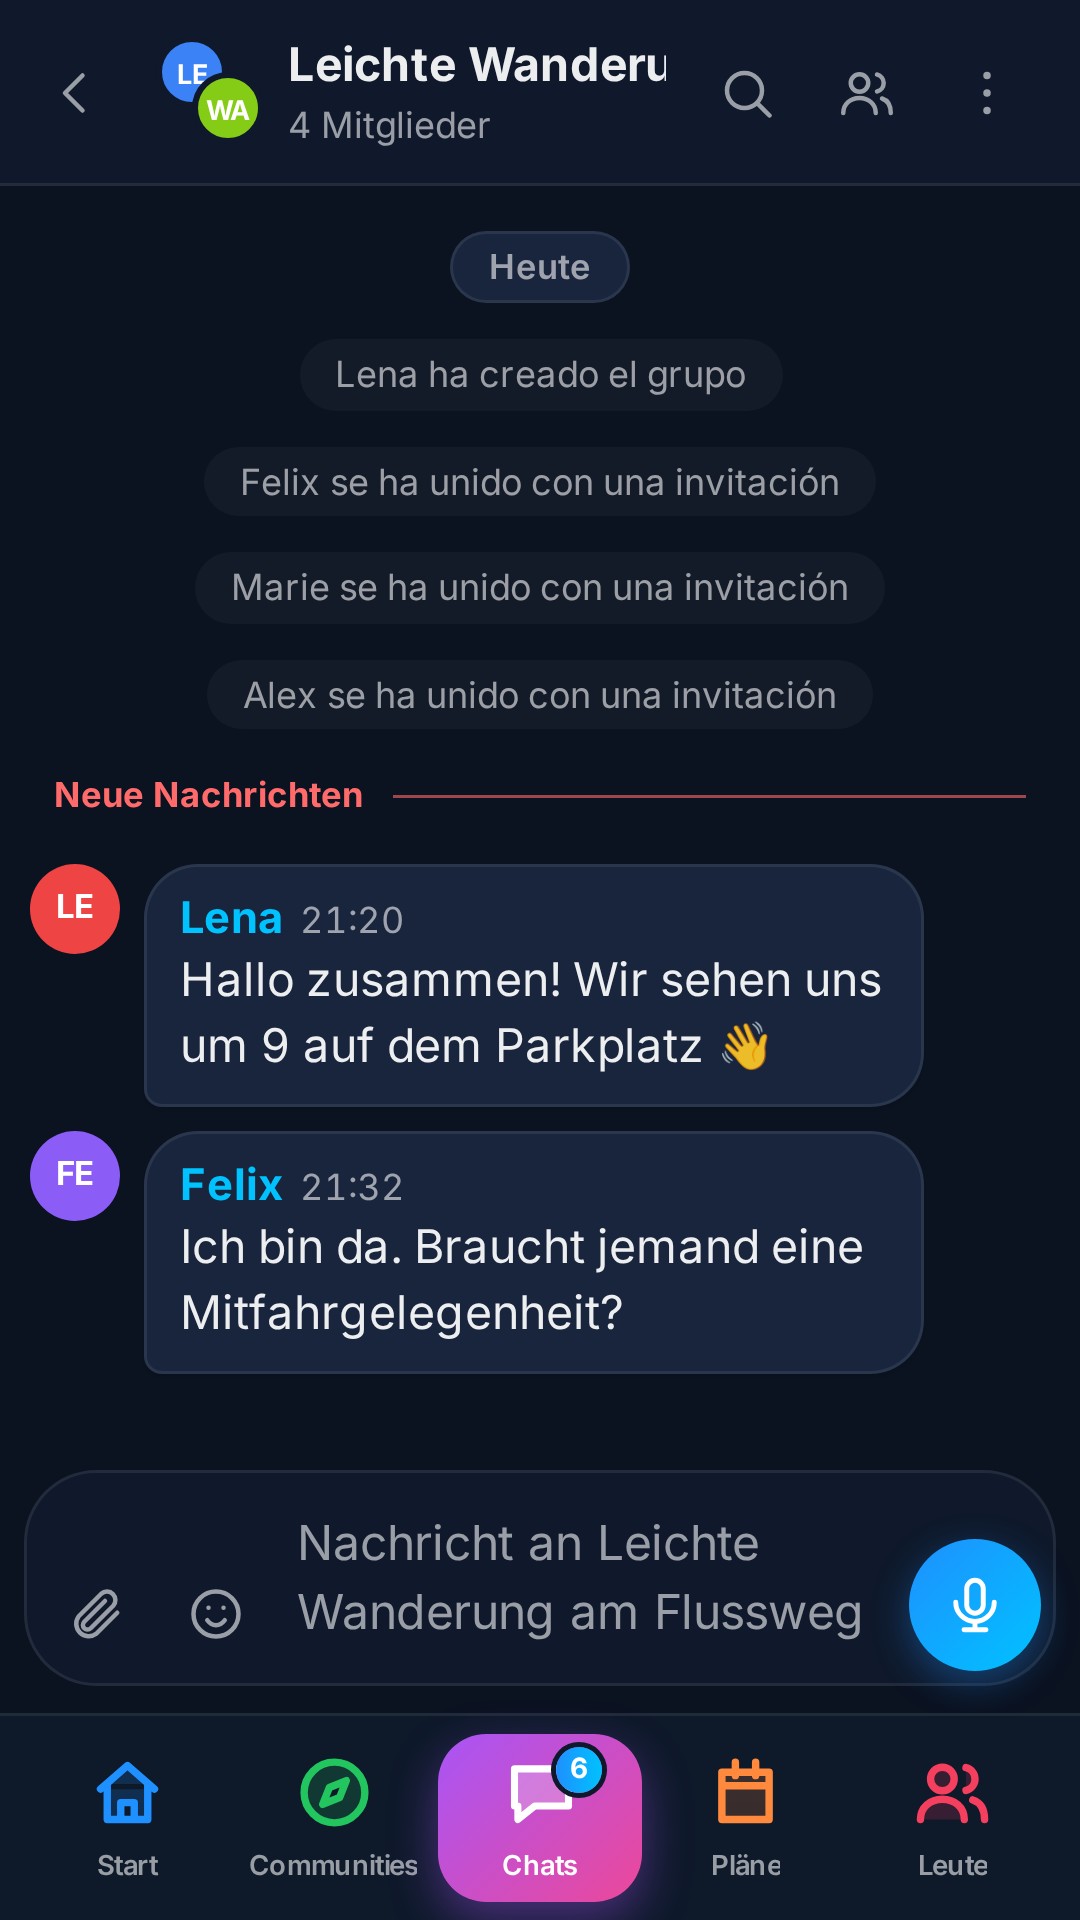 LE
WA
Leichte Wanderu
4 Mitglieder
Heute
Lena ha creado el grupo
Felix se ha unido con una invitación
Marie se ha unido con una invitación
Alex se ha unido con una invitación
Neue Nachrichten
LE
Lena 21:20
Hallo zusammen! Wir sehen uns
um 9 auf dem Parkplatz 👋
FE
Felix 21:32
Ich bin da. Braucht jemand eine
Mitfahrgelegenheit?
Nachricht an Leichte
Wanderung am Flussweg
6
Start
Communities
Chats
Pläne
Leute